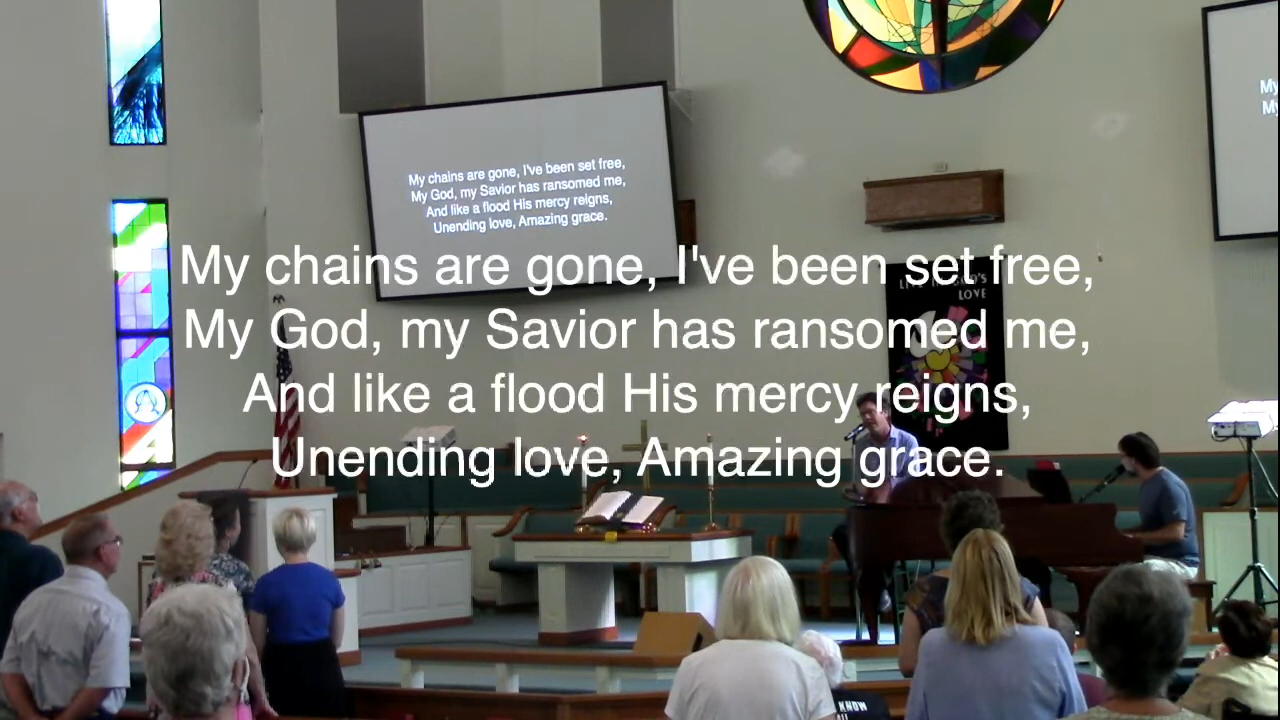 My chains are gone, I've been set free,
My God, my Savior has ransomed me,
And like a flood His mercy reigns,
Unending love, Amazing grace.
My chains are gone, I've been set free,
My God, my Savior has ransomed me,
And like a flood His mercy reigns,
Unending love, Amazing grace.
My
LOVE
KNOW